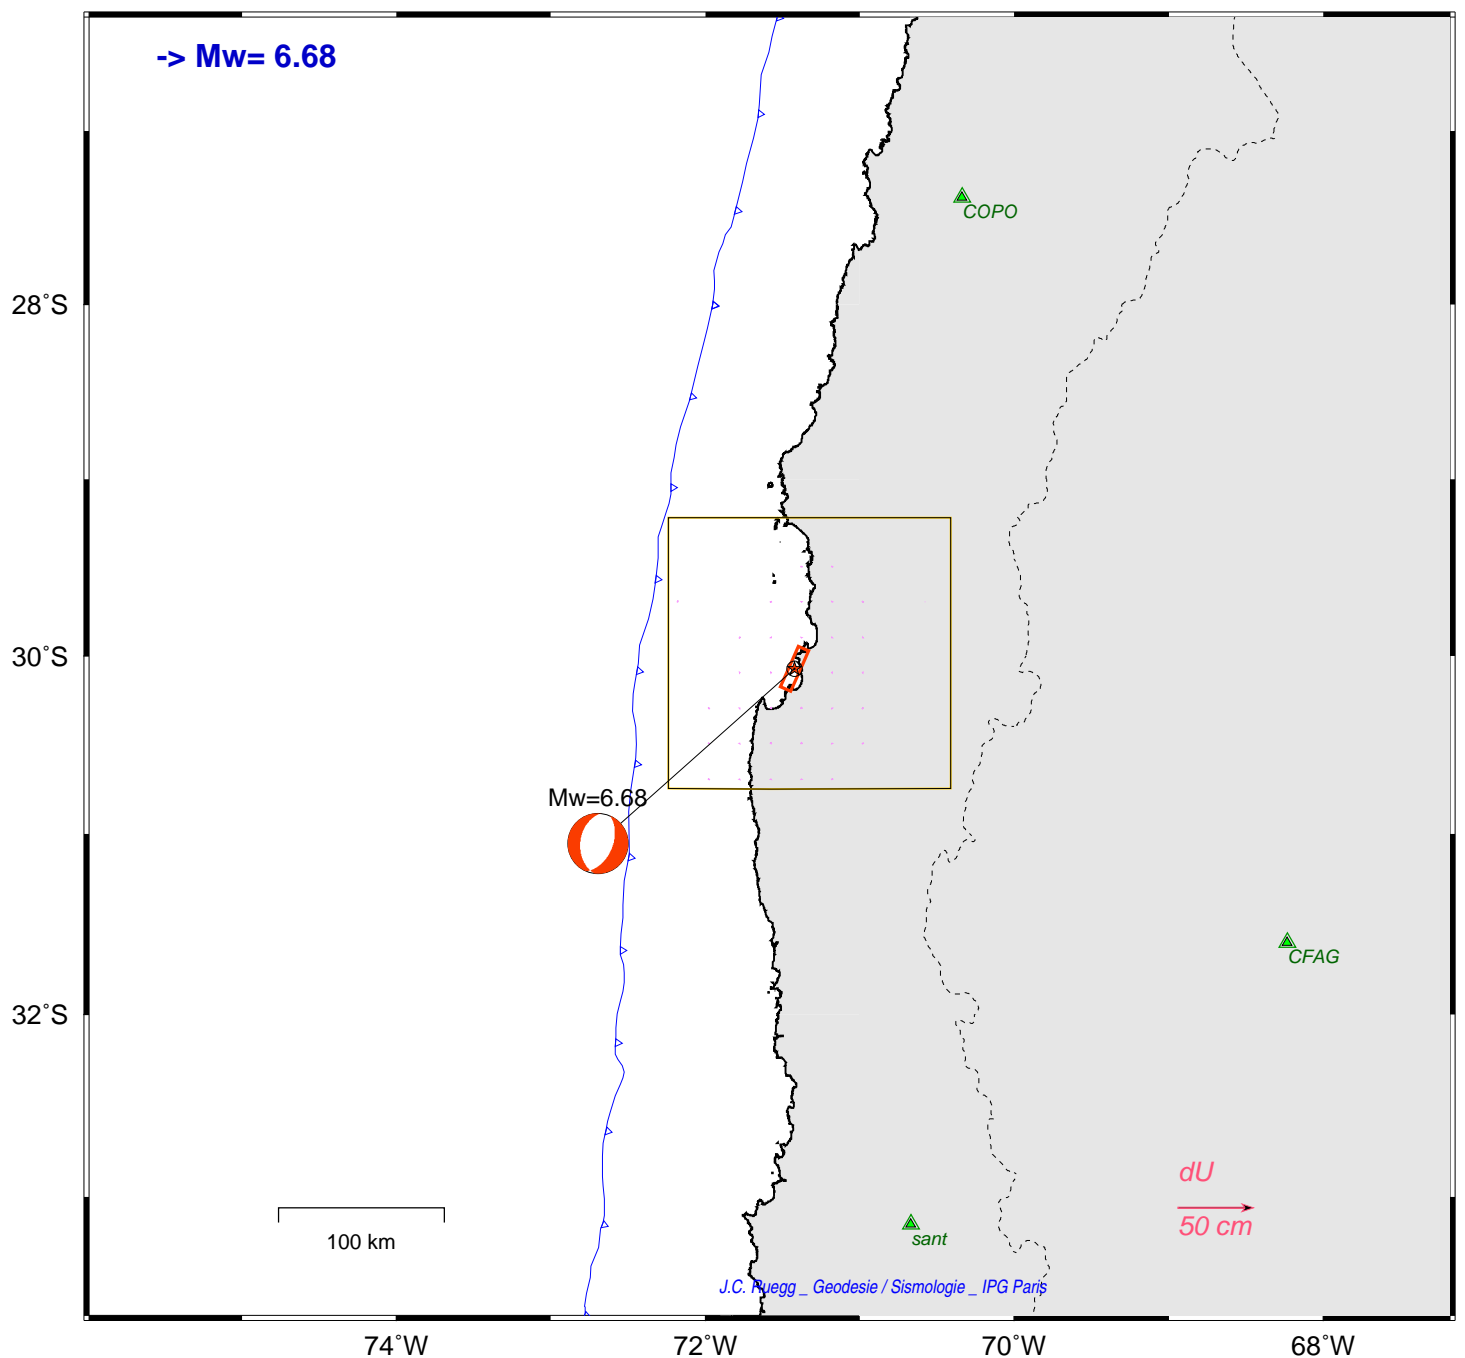 -> Mw= 6.68
COPO
28°S
30°S
Mw=6.68
CFAG
32°S
dU
50 cm
100 km
sant
J.C. Ruegg _ Geodesie / Sismologie _ IPG Paris
74°W
72°W
70°W
68°W